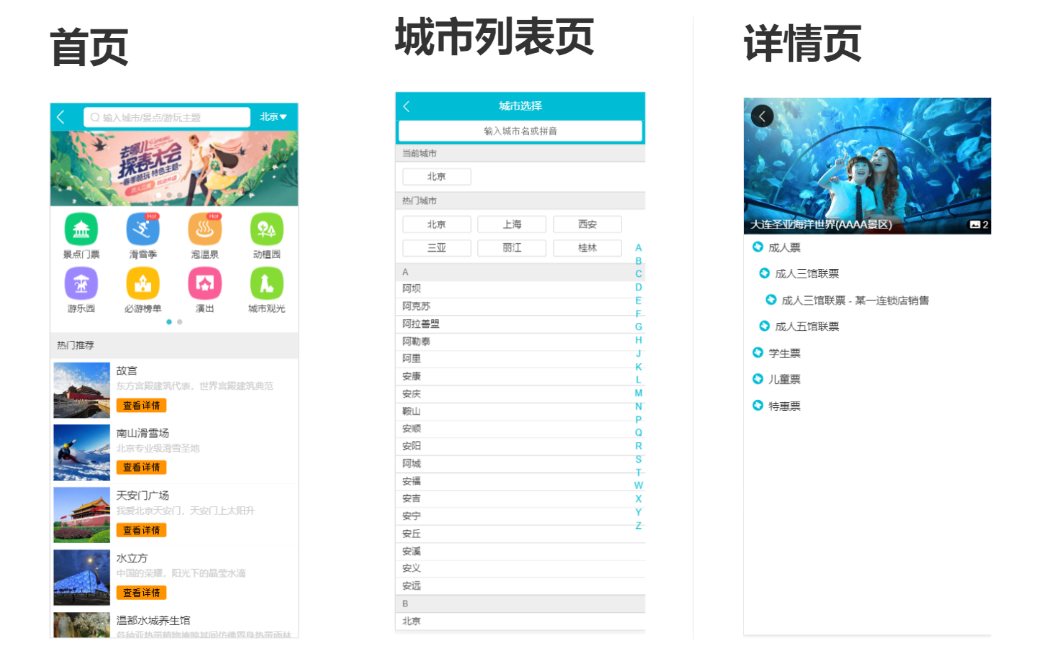 首页
输入城市/景点/游玩主题
北京
去哪儿
探春大会
春季酷玩 特色主题
Hot
Hot
景点门票
滑雪季
泡温泉
动植园
游乐园
必游榜单
演出
城市观光
热门推荐
故宫
东方宫殿建筑代表，世界宫殿建筑典范
查看详情
南山滑雪场
北京专业级滑雪圣地
查看详情
天安门广场
我爱北京天安门，天安门上太阳升
查看详情
水立方
中国的荣耀，阳光下的晶莹水滴
查看详情
温都水城养生馆
城市列表页
城市选择
输入城市名或拼音
当前城市
北京
热门城市
北京
上海
西安
三亚
丽江
桂林
A
阿坝
阿克苏
阿拉善盟
阿勒泰
阿里
安康
安庆
鞍山
安顺
安阳
阿城
安福
安吉
安宁
安丘
安溪
安义
安远
B
北京
A
B
C
D
E
F
G
H
J
K
L
M
N
P
Q
R
S
T
W
X
Y
Z
详情页
大连圣亚海洋世界(AAAA景区)
2
成人票
成人三馆联票
成人三馆联票 - 某一连锁店销售
成人五馆联票
学生票
儿童票
特惠票